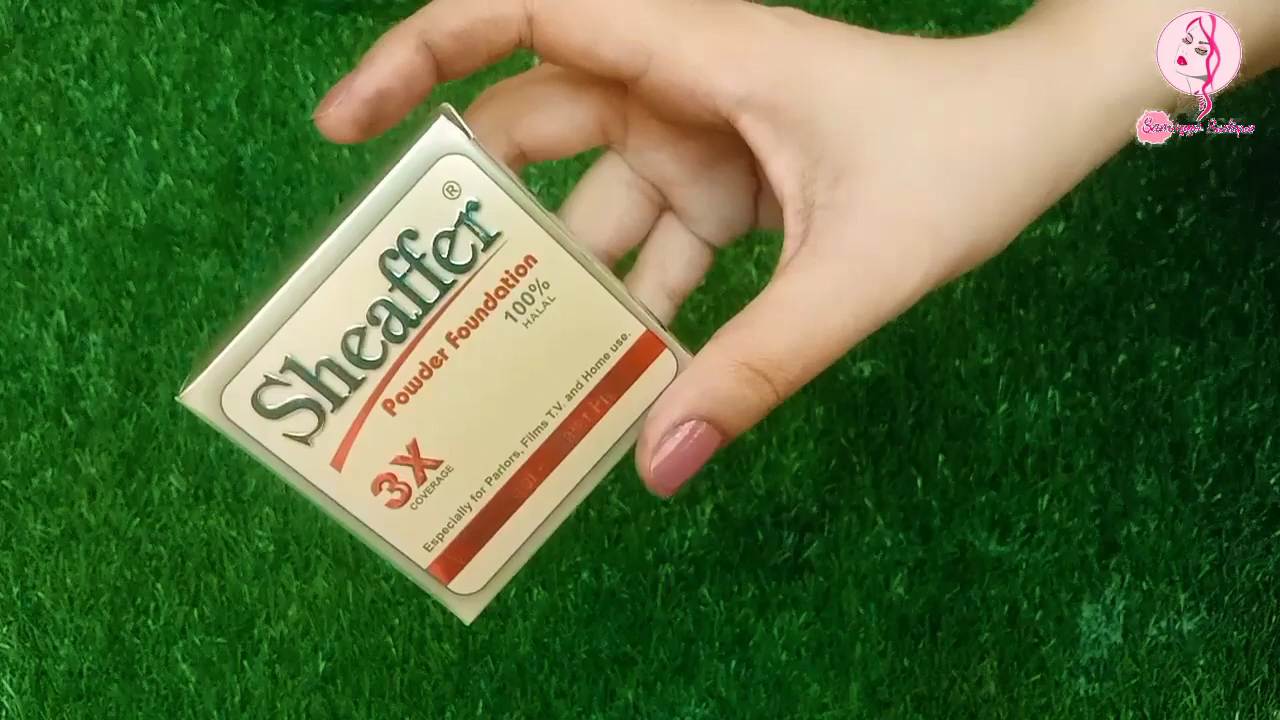 Sheaffer®
Powder Foundation
100%
HALAL
3X
COVERAGE
Especially for Parlors, Films T.V. and Home use.